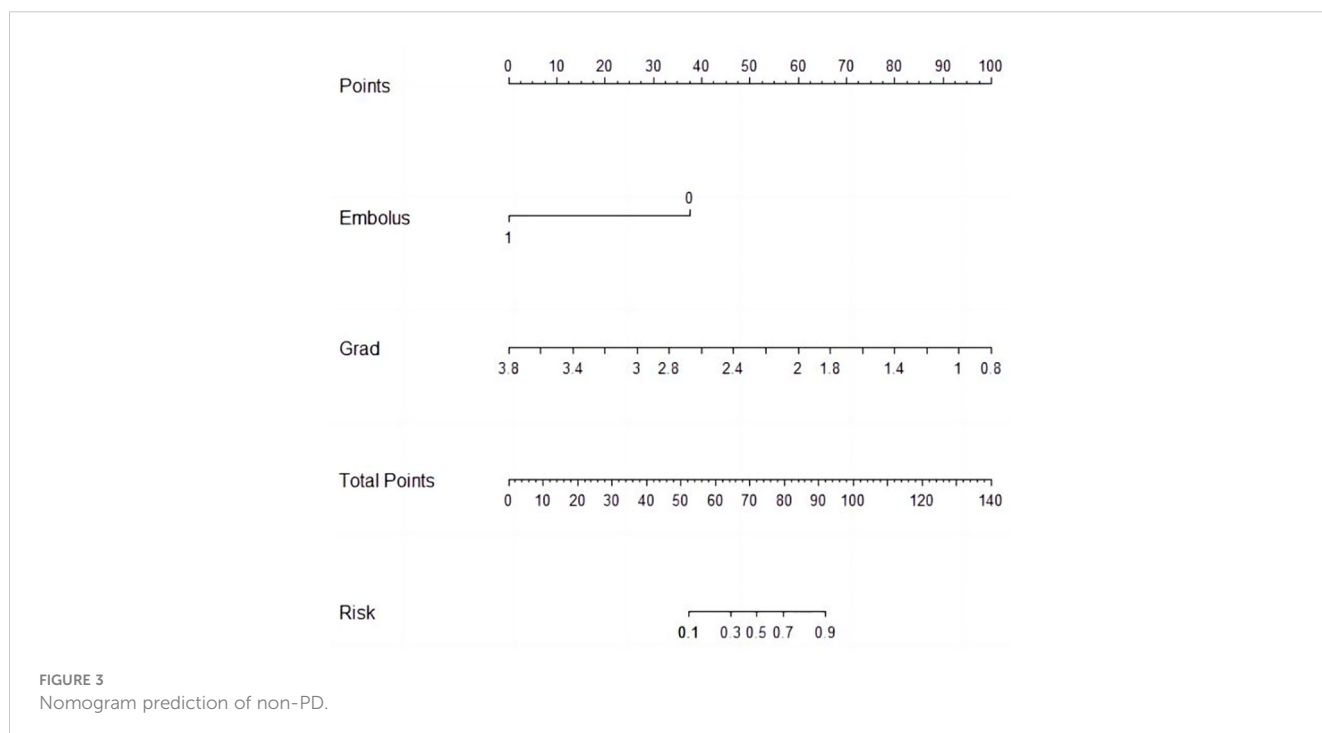 0 10 20 30 40 50 60 70 80 90 100
Points
0
Embolus
1
Grad
3.8 3.4 3 2.8 2.4 2 1.8 1.4 1 0.8
Total Points
0 10 20 30 40 50 60 70 80 90 100 120 140
Risk
0.1 0.3 0.5 0.7 0.9
FIGURE 3
Nomogram prediction of non-PD.